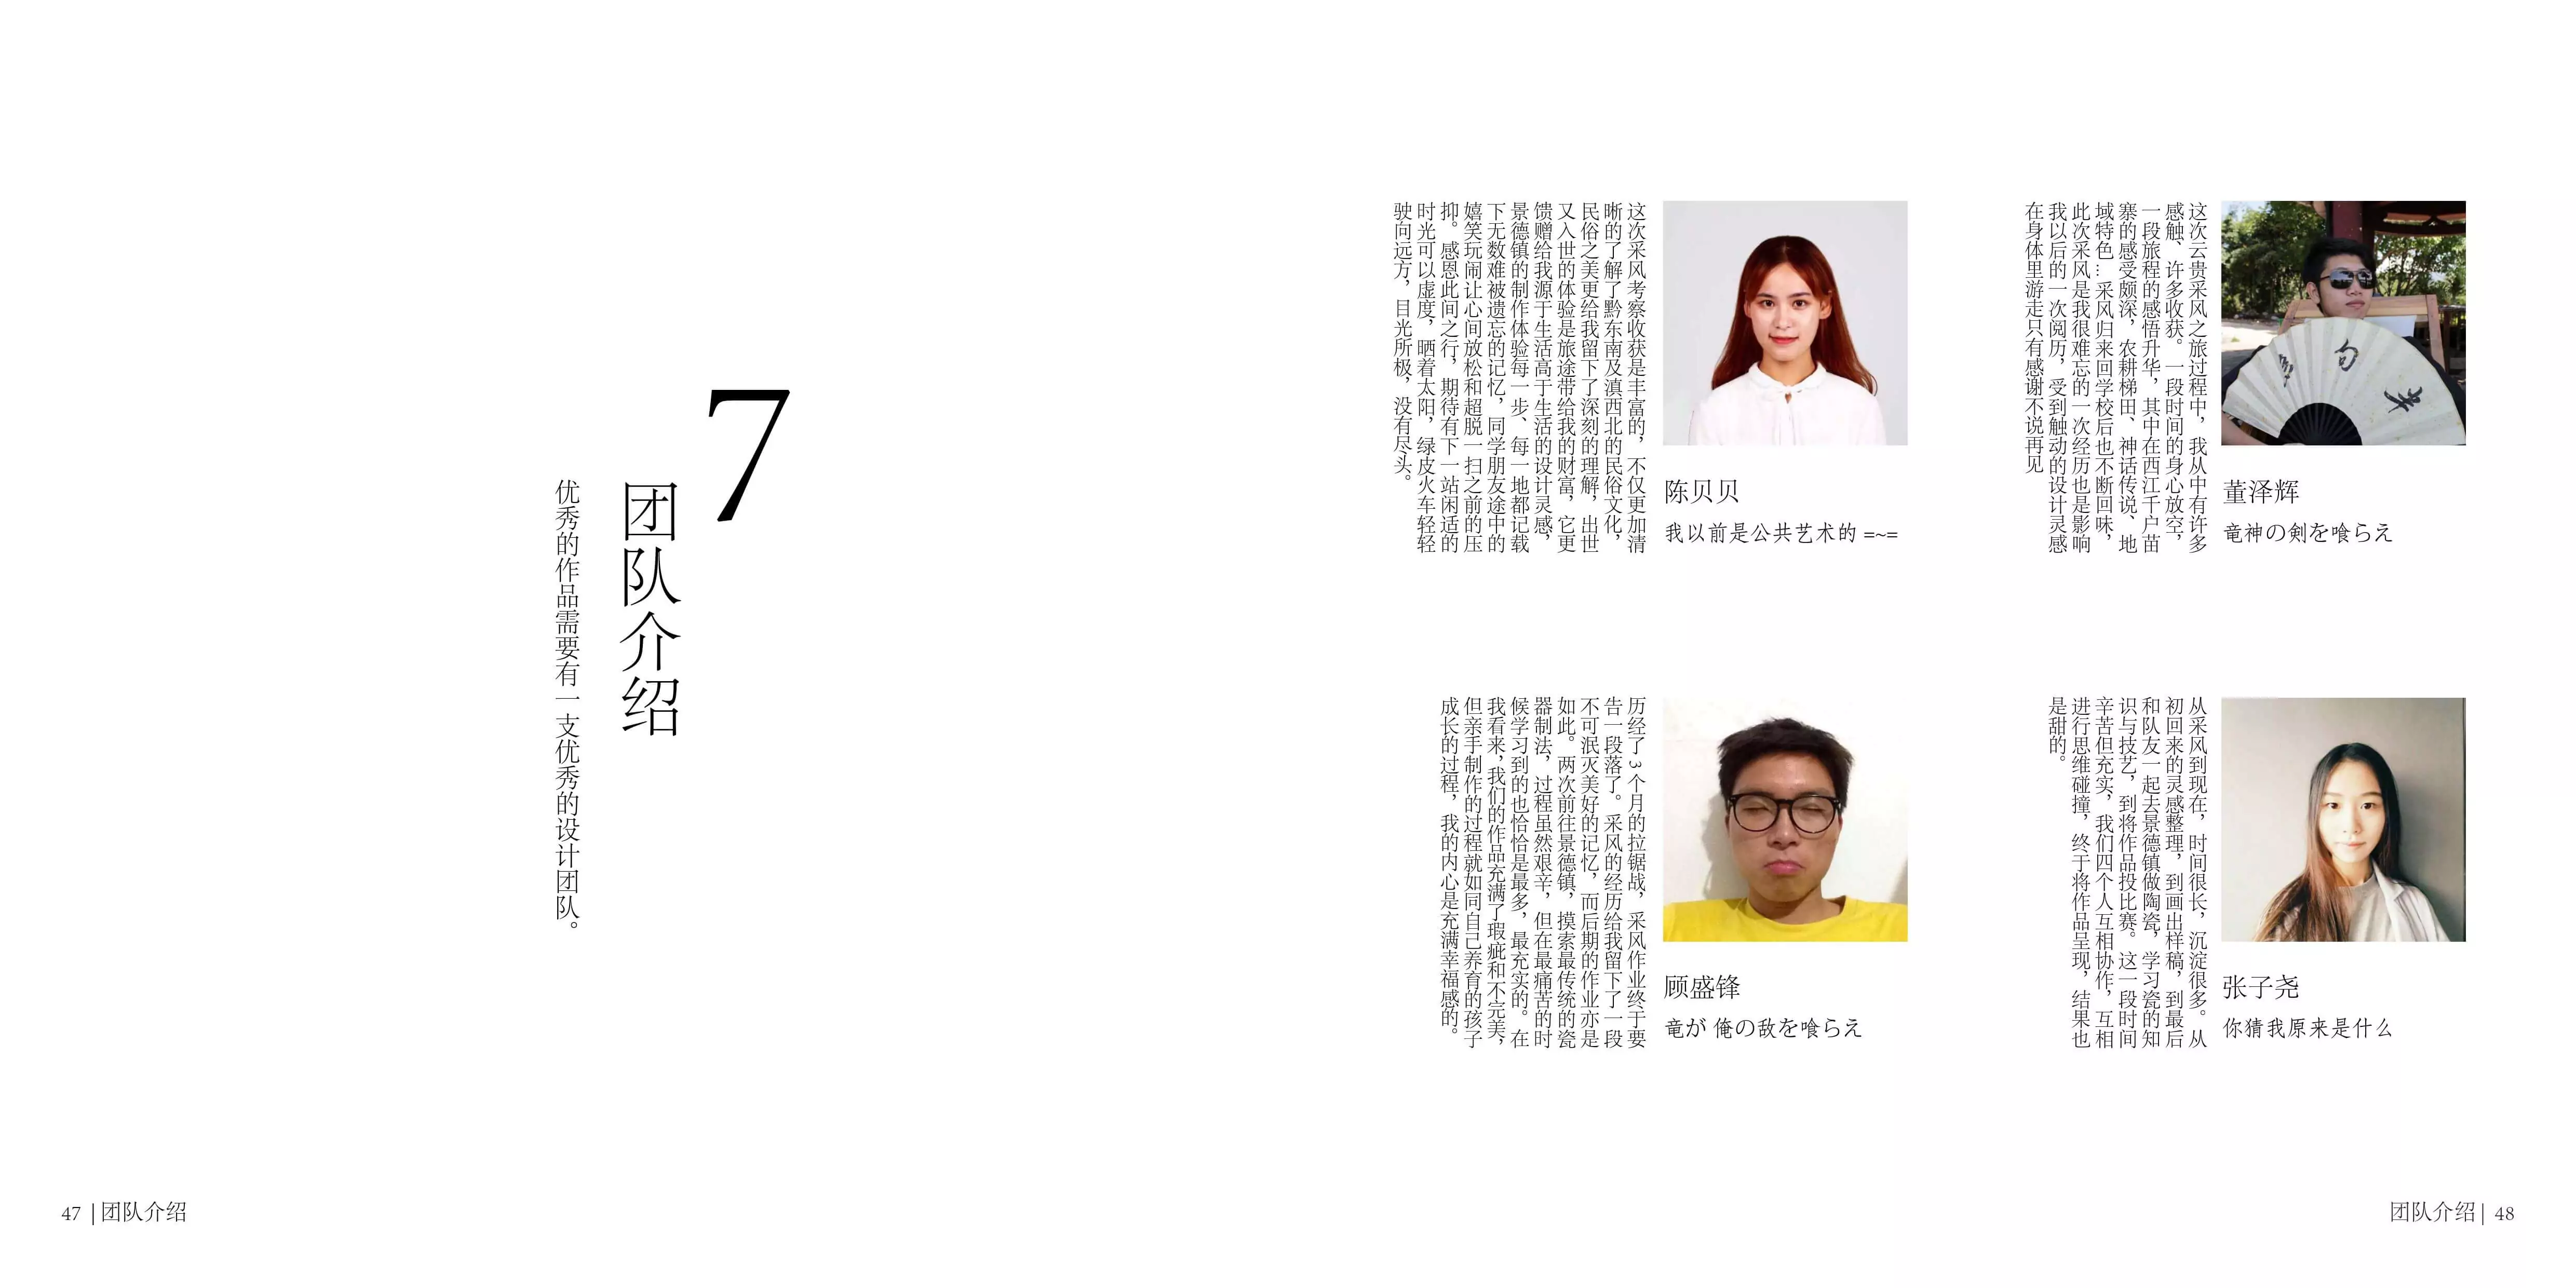 7
团队介绍
优秀的作品需要有一支优秀的设计团队。
47 |团队介绍
陈贝贝
我以前是公共艺术的 =~=
这次采风考察收获是丰富的，不仅更加清
晰的了解了黔东南及滇西北的民俗文化，
民俗之美更给我留下了深刻的理解，出世
又入世的体验是旅途带给我的财富，它更
馈赠给我源于生活高于生活的设计灵感，
景德镇的制作体验每一步、每一地都记载
下无数难被遗忘的记忆，同学朋友途中的
嬉笑玩闹让心间放松和超脱一扫之前的压
抑。感恩此间之行，期待有下一站闲适的
时光可以虚度，晒着太阳，绿皮火车轻轻
驶向远方，目光所极，没有尽头。
董泽辉
竜神の剣を喰らえ
这次云贵采风之旅过程中，我从中有许多
感触、许多收获。一段时间的身心放空，
一段旅程的感悟升华，其中在西江千户苗
寨的感受颇深，农耕梯田、神话传说、地
域特色...采风归来回学校后也不断回味，
此次采风是我很难忘的一次经历也是影响
我以后的一次阅历，受到触动的设计灵感
在身体里游走只有感谢不说再见
顾盛锋
竜が 俺の敌を喰らえ
历经了3个月的拉锯战，采风作业终于要
告一段落了。采风的经历给我留下了一段
不可泯灭美好的记忆，而后期的作业亦是
如此。两次前往景德镇，摸索最传统的瓷
器制法，过程虽然艰辛，但在最痛苦的时
候学习到的也恰恰是最多，最充实的。在
我看来，我们的作品充满了瑕疵和不完美，
但亲手制作的过程就如同自己养育的孩子
成长的过程，我的内心是充满幸福感的。
张子尧
你猜我原来是什么
从采风到现在，时间很长，沉淀很多。从
初回来的灵感整理，到画出样稿，到最后
和队友一起去景德镇做陶瓷，学习瓷的知
识与技艺，到将作品投比赛。这一段时间
辛苦但充实，我们四个人互相协作，互相
进行思维碰撞，终于将作品呈现，结果也
是甜的。
团队介绍| 48